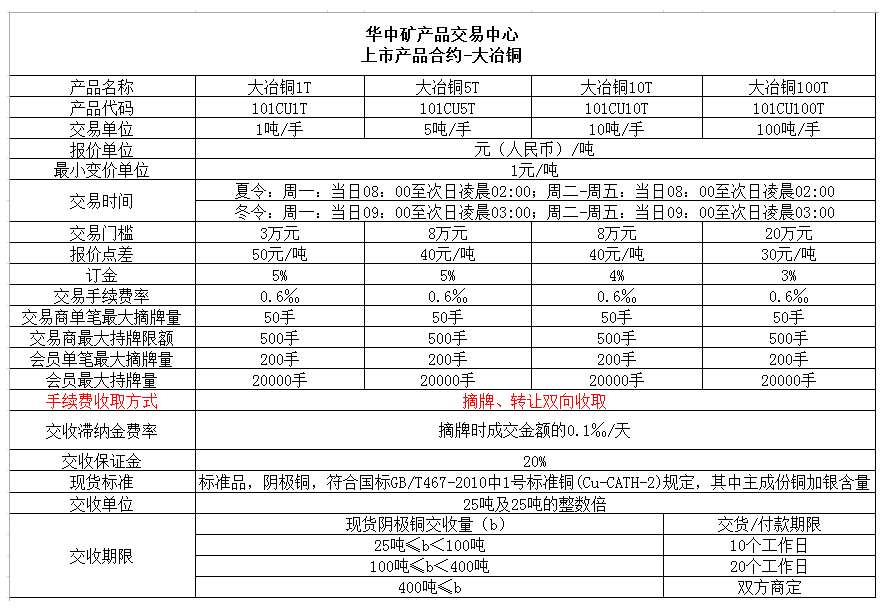 华中矿产品交易中心
上市产品合约-大冶铜
产品名称 大冶铜1T 大冶铜5T 大冶铜10T 大冶铜100T
产品代码 101CU1T 101CU5T 101CU10T 101CU100T
交易单位 1吨/手 5吨/手 10吨/手 100吨/手
报价单位 元（人民币）/吨
最小变价单位 1元/吨
交易时间 夏令：周一：当日08：00至次日凌晨02:00；周二-周五：当日08：00至次日凌晨02:00
冬令：周一：当日09：00至次日凌晨03:00；周二-周五：当日09：00至次日凌晨03:00
交易门槛 3万元 8万元 8万元 20万元
报价点差 50元/吨 40元/吨 40元/吨 30元/吨
订金 5% 5% 4% 3%
交易手续费率 0.6‰ 0.6‰ 0.6‰ 0.6‰
交易商单笔最大摘牌量 50手 50手 50手 50手
交易商最大持牌限额 500手 500手 500手 500手
会员单笔最大摘牌量 200手 200手 200手 200手
会员最大持牌量 20000手 20000手 20000手 20000手
手续费收取方式 摘牌、转让双向收取
交收滞纳金费率 摘牌时成交金额的0.1‰/天
交收保证金 20%
现货标准 标准品，阴极铜，符合国标GB/T467-2010中1号标准铜(Cu-CATH-2)规定，其中主成份铜加银含量
交收单位 25吨及25吨的整数倍
交收期限 现货阴极铜交收量（b） 交货/付款期限
25吨≤b＜100吨 10个工作日
100吨≤b＜400吨 20个工作日
400吨≤b 双方商定